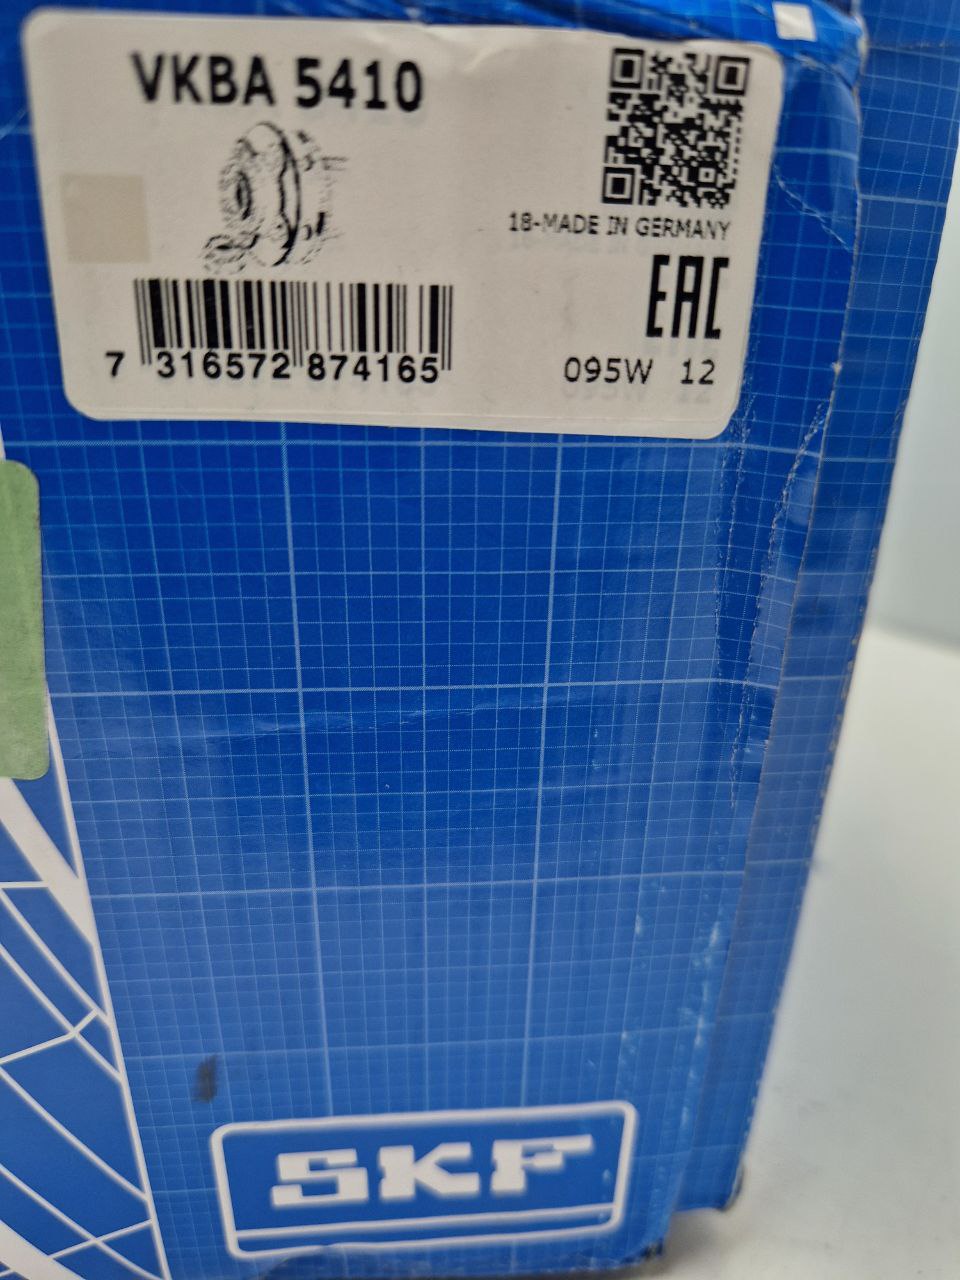 VKBA 5410
18-MADE IN GERMANY
EAC
7 316572 874165
095W 12
SKF